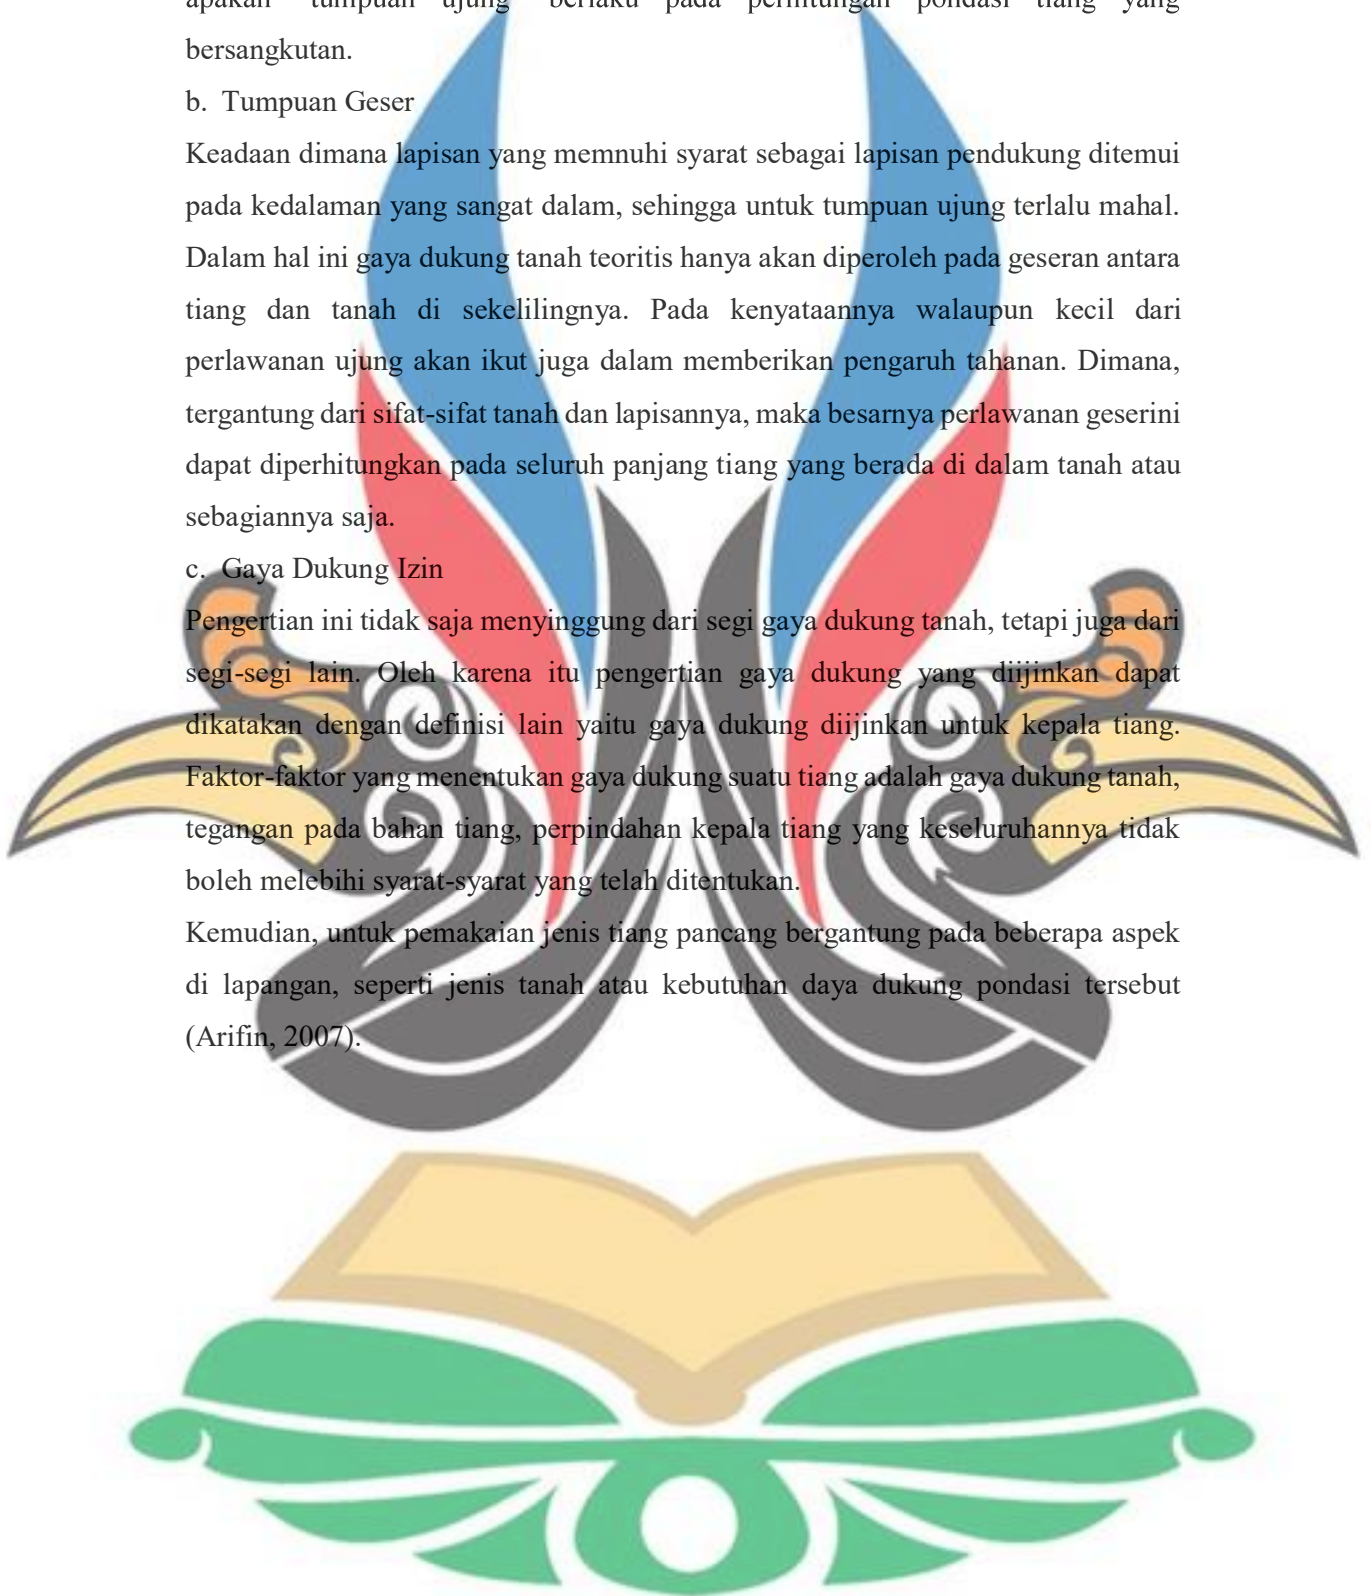 apakan tumpuan ujung berlaku pada perhitungan pondasi tiang yang
bersangkutan.
b. Tumpuan Geser
Keadaan dimana lapisan yang memnuhi syarat sebagai lapisan pendukung ditemui
pada kedalaman yang sangat dalam, sehingga untuk tumpuan ujung terlalu mahal.
Dalam hal ini gaya dukung tanah teoritis hanya akan diperoleh pada geseran antara
tiang dan tanah di sekelilingnya. Pada kenyataannya walaupun kecil dari
perlawanan ujung akan ikut juga dalam memberikan pengaruh tahanan. Dimana,
tergantung dari sifat-sifat tanah dan lapisannya, maka besarnya perlawanan geserini
dapat diperhitungkan pada seluruh panjang tiang yang berada di dalam tanah atau
sebagiannya saja.
c. Gaya Dukung Izin
Pengertian ini tidak saja menyinggung dari segi gaya dukung tanah, tetapi juga dari
segi-segi lain. Oleh karena itu pengertian gaya dukung yang diijinkan dapat
dikatakan dengan definisi lain yaitu gaya dukung diijinkan untuk kepala tiang.
Faktor-faktor yang menentukan gaya dukung suatu tiang adalah gaya dukung tanah,
tegangan pada bahan tiang, perpindahan kepala tiang yang keseluruhannya tidak
boleh melebihi syarat-syarat yang telah ditentukan.
Kemudian, untuk pemakaian jenis tiang pancang bergantung pada beberapa aspek
di lapangan, seperti jenis tanah atau kebutuhan daya dukung pondasi tersebut
(Arifin, 2007).